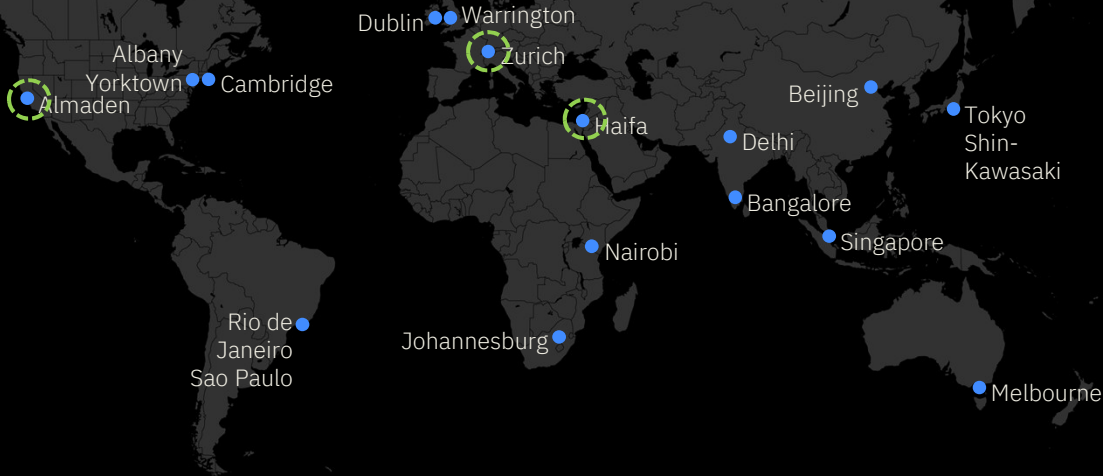 Dublin
Warrington
Zurich
Albany
Yorktown
Cambridge
Almaden
Haifa
Beijing
Tokyo
Shin-
Kawasaki
Delhi
Bangalore
Singapore
Nairobi
Rio de
Janeiro
Sao Paulo
Johannesburg
Melbourne